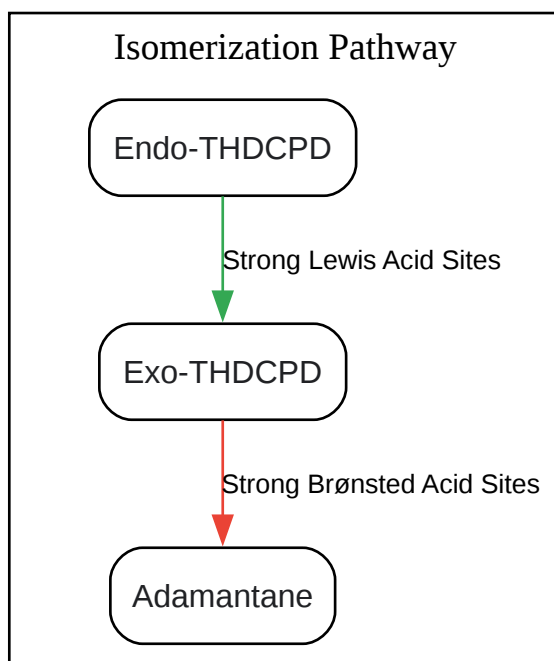 Isomerization Pathway
Endo-THDCPD
Strong Lewis Acid Sites
Exo-THDCPD
Strong Brønsted Acid Sites
Adamantane